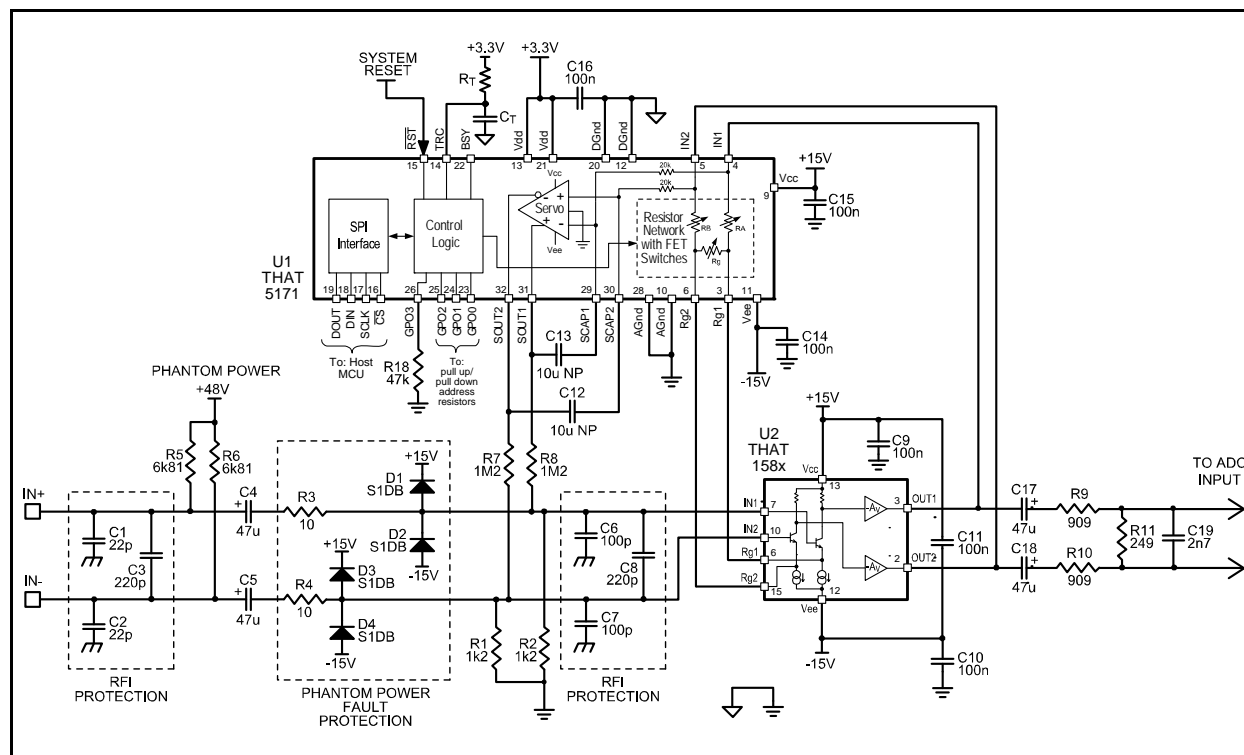 SYSTEM
RESET
+3.3V
RT
CT
+3.3V
C16
100n
RST
TRC
BSY
Vdd
Vdd
DGnd
DGnd
IN2
IN1
15
14
22
13
21
20
12
5
4
+15V
Vcc
9
C15
100n
20k
20k
Vcc
Servo
Vee
SPI
Interface
Control
Logic
Resistor
Network
with FET
Switches
RB
RA
Rg
U1
THAT
5171
19
18
17
16
26
25
24
23
32
31
29
30
28
10
6
3
11
DOUT
DIN
SCLK
CS
GPO3
GPO2
GPO1
GPO0
SOUT2
SOUT1
SCAP1
SCAP2
AGnd
AGnd
Rg2
Rg1
Vee
To: Host
MCU
R18
47k
To:
pull up/
pull down
address
resistors
C13
10u NP
C12
10u NP
C14
100n
-15V
PHANTOM POWER
+48V
R5
6k81
R6
6k81
R7
1M2
R8
1M2
+15V
D1
S1DB
D2
S1DB
-15V
+15V
D3
S1DB
D4
S1DB
-15V
IN+
IN-
C1
22p
C2
22p
C3
220p
C4
+
47u
C5
+
47u
R3
10
R4
10
R1
1k2
R2
1k2
C6
100p
C7
100p
C8
220p
RFI
PROTECTION
PHANTOM POWER
FAULT
PROTECTION
RFI
PROTECTION
U2
THAT
158x
+15V
C9
100n
Vcc
13
IN1
7
IN2
10
Rg1
6
Rg2
15
-Av
-Av
3
OUT1
2
OUT2
12
Vee
-15V
C11
100n
C10
100n
C17
+
47u
C18
+
47u
R9
909
R10
909
R11
249
C19
2n7
TO ADC
INPUT